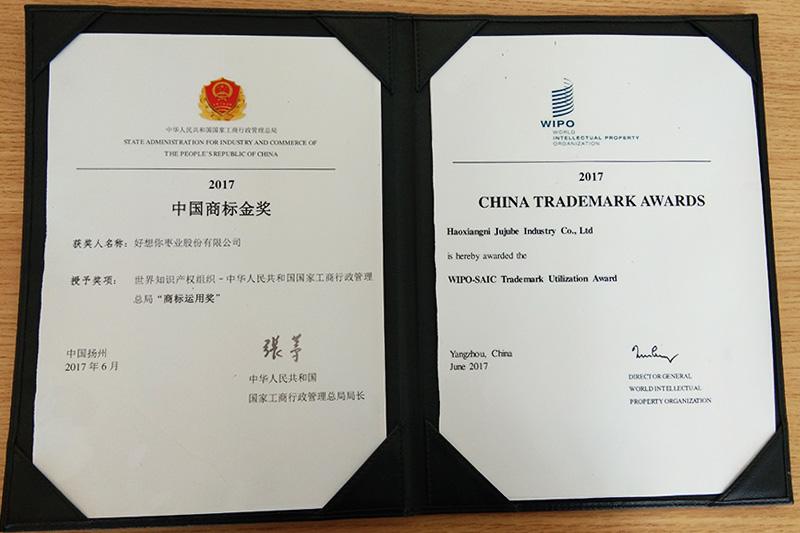 中华人民共和国国家工商行政管理总局
STATE ADMINISTRATION FOR INDUSTRY AND COMMERCE OF
THE PEOPLE'S REPUBLIC OF CHINA
2017
中国商标金奖
获奖人名称：好想你枣业股份有限公司
授予奖项：世界知识产权组织－中华人民共和国国家工商行政管理
总局“商标运用奖”
中国扬州
2017 年 6 月
张茅
中华人民共和国
国家工商行政管理总局局长
WIPO
WORLD
INTELLECTUAL PROPERTY
ORGANIZATION
2017
CHINA TRADEMARK AWARDS
Haoxiangni Jujube Industry Co., Ltd
is hereby awarded the
WIPO-SAIC Trademark Utilization Award
Yangzhou, China
June 2017
DIRECTOR GENERAL
WORLD INTELLECTUAL
PROPERTY ORGANIZATION